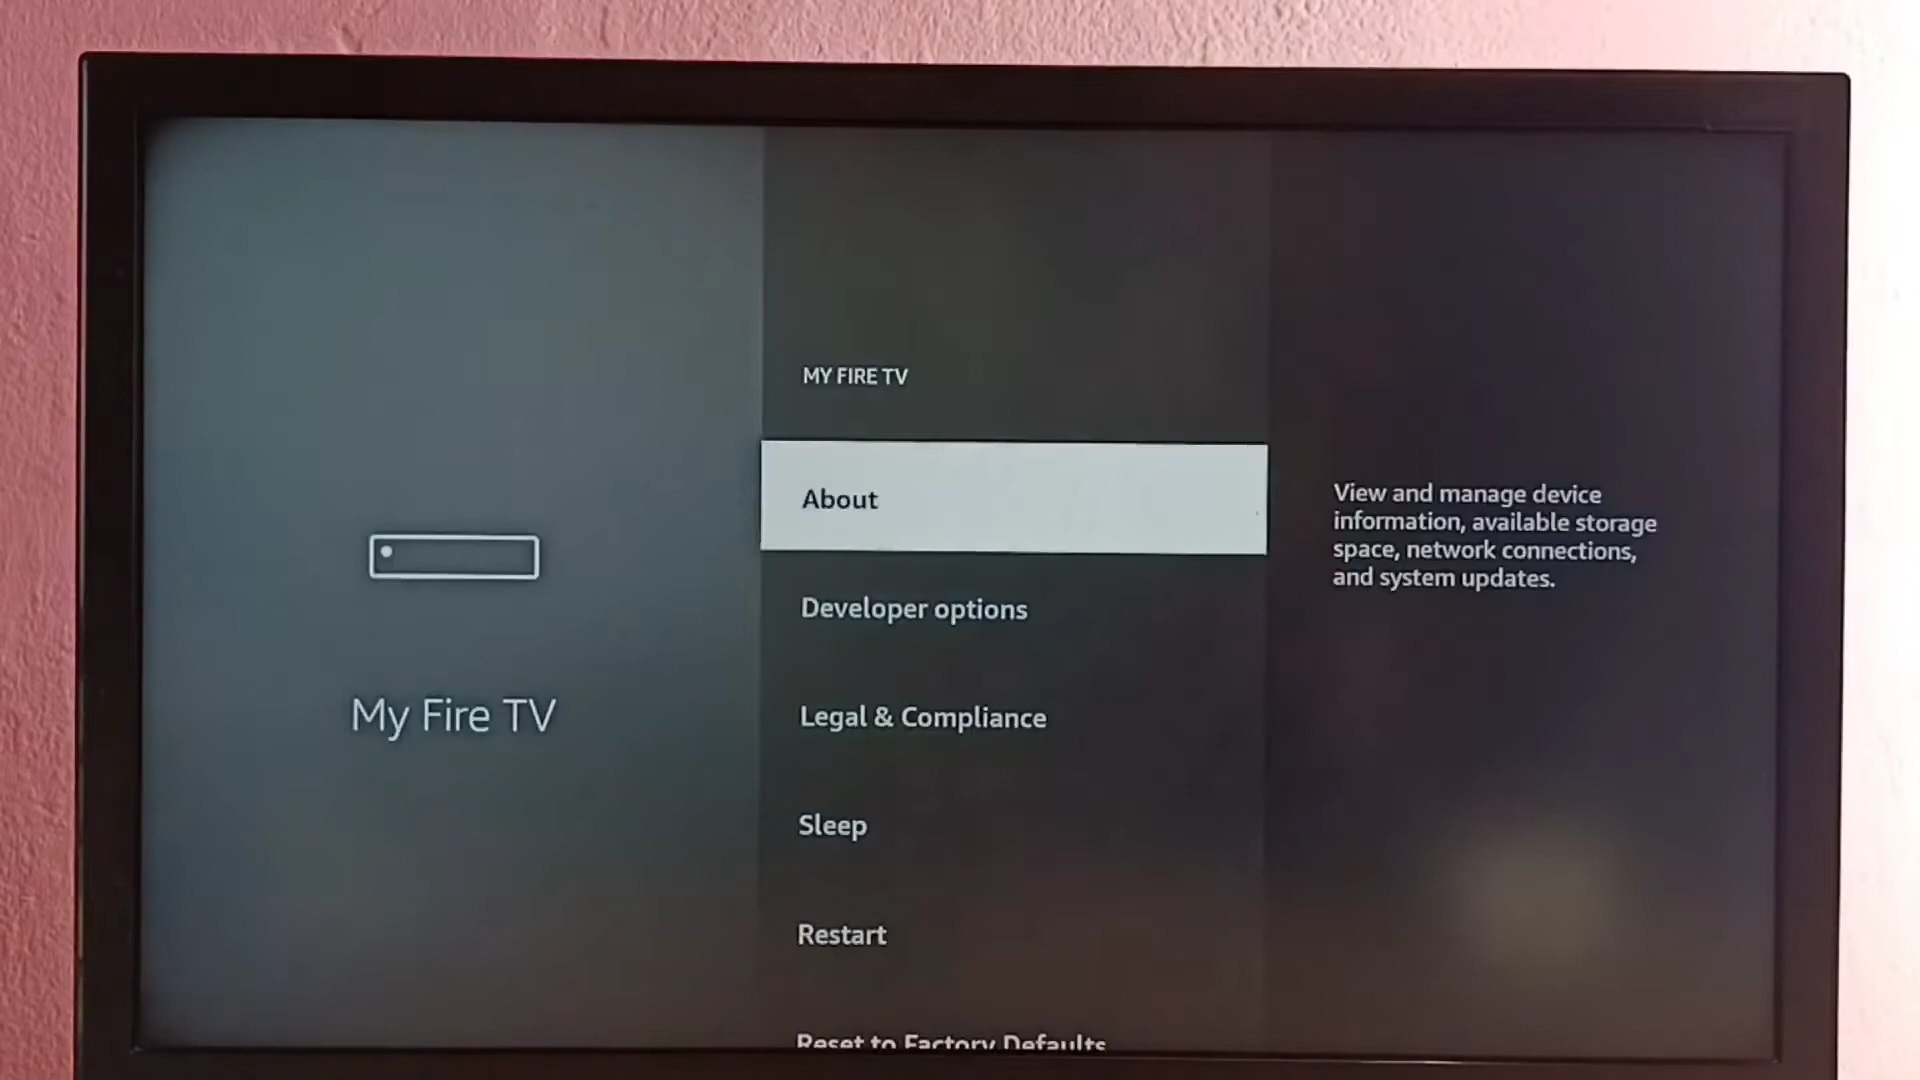 MY FIRE TV
About
View and manage device
information, available storage
space, network connections,
and system updates.
Developer options
My Fire TV
Legal & Compliance
Sleep
Restart
Reset to Factory Defaults